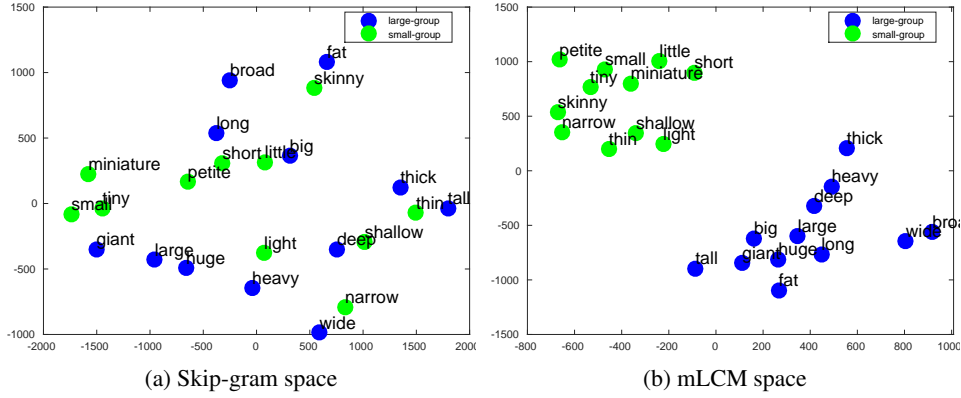 1500
1000
500
0
-500
-1000
-2000 -1500 -1000 -500 0 500 1000 1500 2000
large-group
small-group
fat
skinny
broad
long
big
short
little
miniature
petite
thick
tiny
small
thin
tall
light
deep
shallow
giant
large
huge
heavy
narrow
wide
(a) Skip-gram space
1500
1000
500
0
-500
-1000
-1500
-800 -600 -400 -200 0 200 400 600 800 1000
large-group
small-group
petite
small
little
short
tiny
miniature
skinny
narrow
shallow
thin
light
thick
heavy
deep
big
large
wide
broa
tall
giant
huge
long
fat
(b) mLCM space